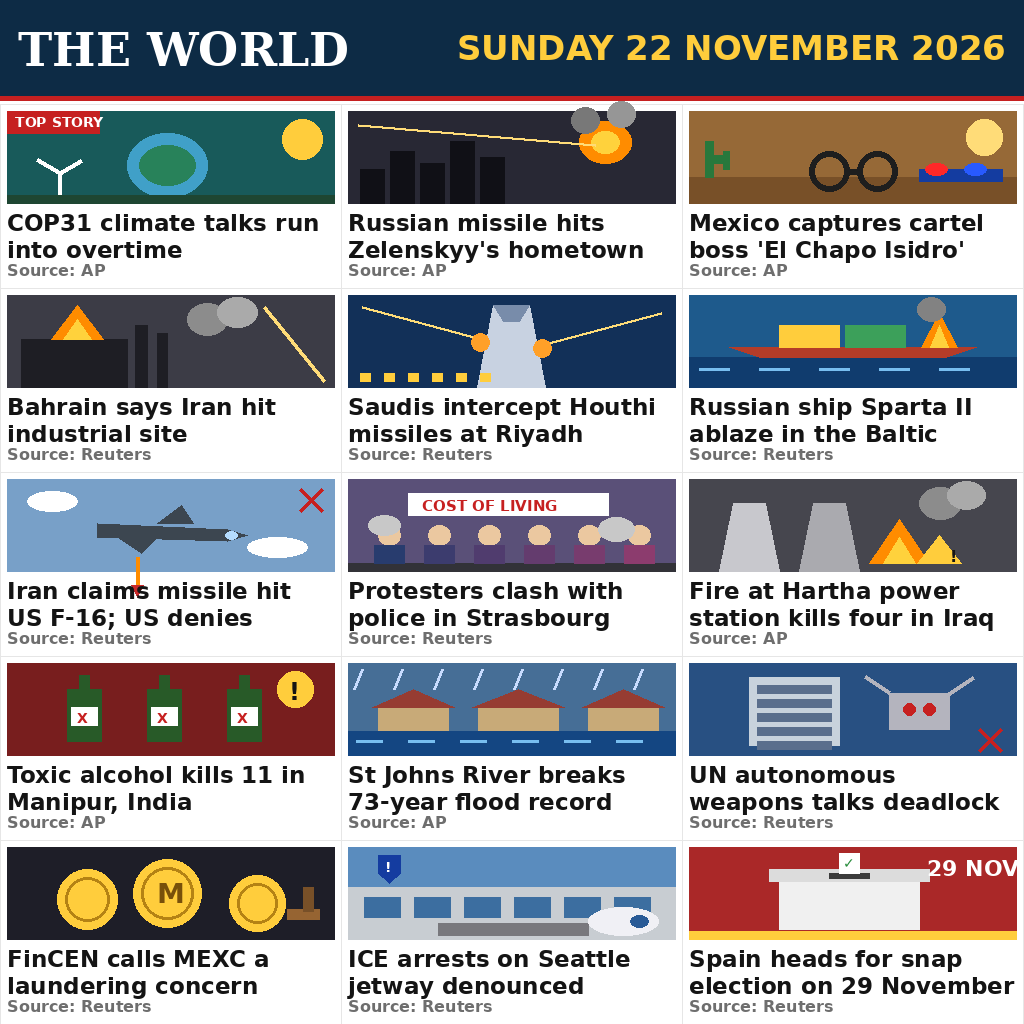 THE WORLD
SUNDAY 22 NOVEMBER 2026
TOP STORY
COP31 climate talks run
into overtime
Source: AP
Russian missile hits
Zelenskyy's hometown
Source: AP
Mexico captures cartel
boss 'El Chapo Isidro'
Source: AP
Bahrain says Iran hit
industrial site
Source: Reuters
Saudis intercept Houthi
missiles at Riyadh
Source: Reuters
Russian ship Sparta II
ablaze in the Baltic
Source: Reuters
Iran claims missile hit
US F-16; US denies
Source: Reuters
COST OF LIVING
Protesters clash with
police in Strasbourg
Source: Reuters
!
Fire at Hartha power
station kills four in Iraq
Source: AP
X X X !
Toxic alcohol kills 11 in
Manipur, India
Source: AP
St Johns River breaks
73-year flood record
Source: AP
UN autonomous
weapons talks deadlock
Source: Reuters
M
FinCEN calls MEXC a
laundering concern
Source: Reuters
!
ICE arrests on Seattle
jetway denounced
Source: Reuters
✓
29 NOV
Spain heads for snap
election on 29 November
Source: Reuters